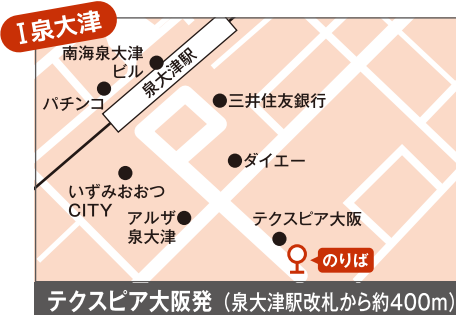 I泉大津
南海泉大津
ビル
泉大津駅
パチンコ
三井住友銀行
ダイエー
いずみおおつ
CITY
アルザ
泉大津
テクスピア大阪
のりば
テクスピア大阪発（泉大津駅改札から約400m）